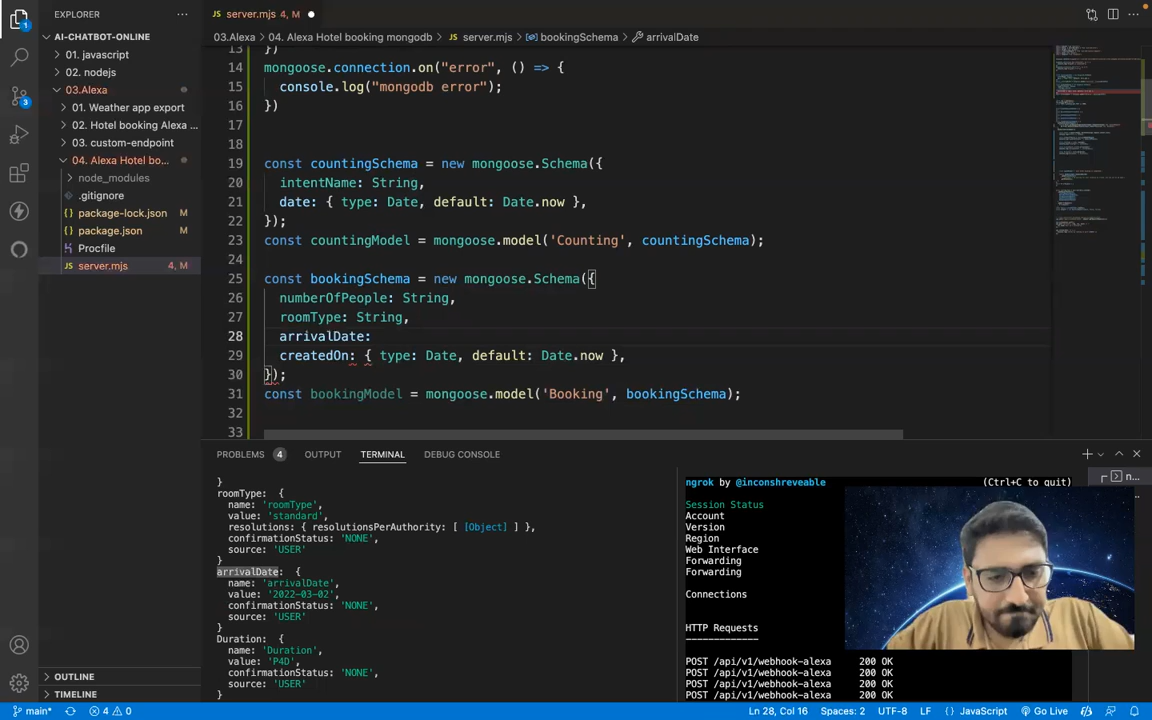 EXPLORER
server.mjs 4, M
AI-CHATBOT-ONLINE
01. javascript
02. nodejs
03.Alexa
01. Weather app export
02. Hotel booking Alexa ...
03. custom-endpoint
04. Alexa Hotel bo...
node_modules
.gitignore
package-lock.json M
package.json M
Procfile
server.mjs 4, M
OUTLINE
TIMELINE
03.Alexa > 04. Alexa Hotel booking mongodb > server.mjs > bookingSchema > arrivalDate
13 })
14 mongoose.connection.on("error", () => {
15 console.log("mongodb error");
16 })
17
18
19 const countingSchema = new mongoose.Schema({
20 intentName: String,
21 date: { type: Date, default: Date.now },
22 });
23 const countingModel = mongoose.model('Counting', countingSchema);
24
25 const bookingSchema = new mongoose.Schema({
26 numberOfPeople: String,
27 roomType: String,
28 arrivalDate:
29 createdOn: { type: Date, default: Date.now },
30 });
31 const bookingModel = mongoose.model('Booking', bookingSchema);
32
33
PROBLEMS 4 OUTPUT TERMINAL DEBUG CONSOLE
}
roomType: {
name: 'roomType',
value: 'standard',
resolutions: { resolutionsPerAuthority: [ [Object] ] },
confirmationStatus: 'NONE',
source: 'USER'
}
arrivalDate: {
name: 'arrivalDate',
value: '2022-03-02',
confirmationStatus: 'NONE',
source: 'USER'
}
Duration: {
name: 'Duration',
value: 'P4D',
confirmationStatus: 'NONE',
source: 'USER'
}
ngrok by @inconshreveable (Ctrl+C to quit)
Session Status
Account
Version
Region
Web Interface
Forwarding
Forwarding
Connections
HTTP Requests
-------------
POST /api/v1/webhook-alexa 200 OK
POST /api/v1/webhook-alexa 200 OK
POST /api/v1/webhook-alexa 200 OK
POST /api/v1/webhook-alexa 200 OK
n...
1
3
main* 4 0 Ln 28, Col 16 Spaces: 2 UTF-8 LF {} JavaScript Go Live